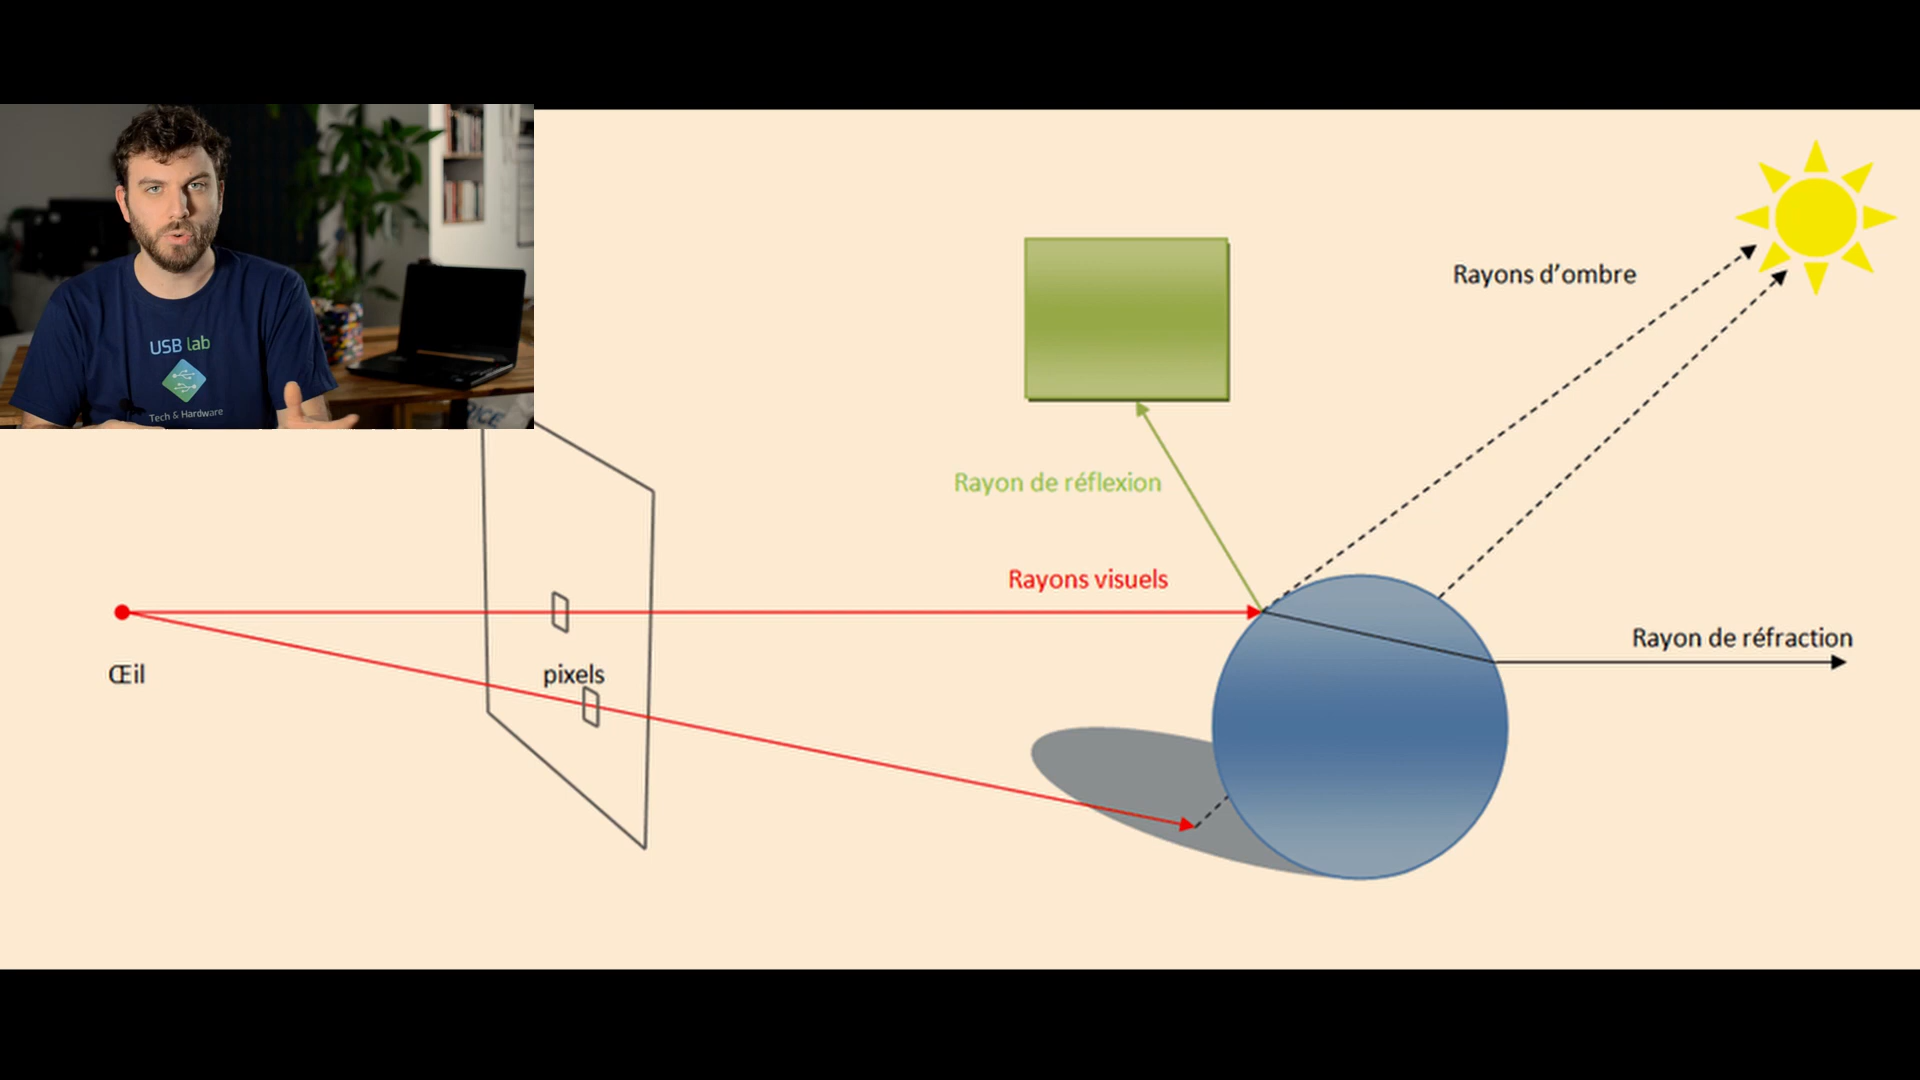 USB lab
Tech & Hardware
Rayons d'ombre
Rayon de réflexion
Rayons visuels
Rayon de réfraction
Œil
pixels